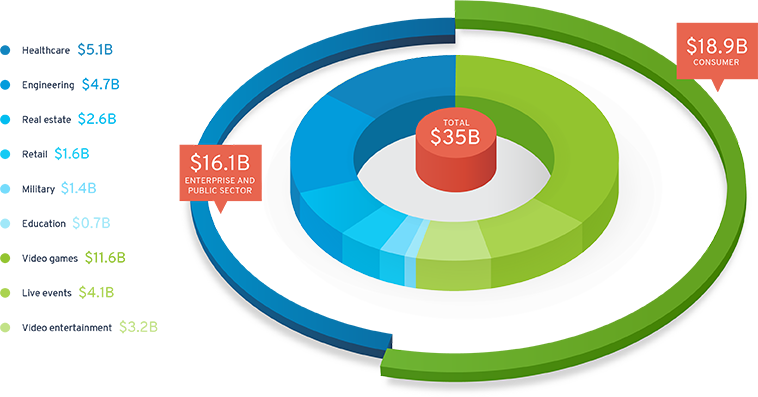 Healthcare $5.1B
Engineering $4.7B
Real estate $2.6B
Retail $1.6B
Military $1.4B
Education $0.7B
Video games $11.6B
Live events $4.1B
Video entertainment $3.2B
$16.1B
ENTERPRISE AND
PUBLIC SECTOR
TOTAL
$35B
$18.9B
CONSUMER